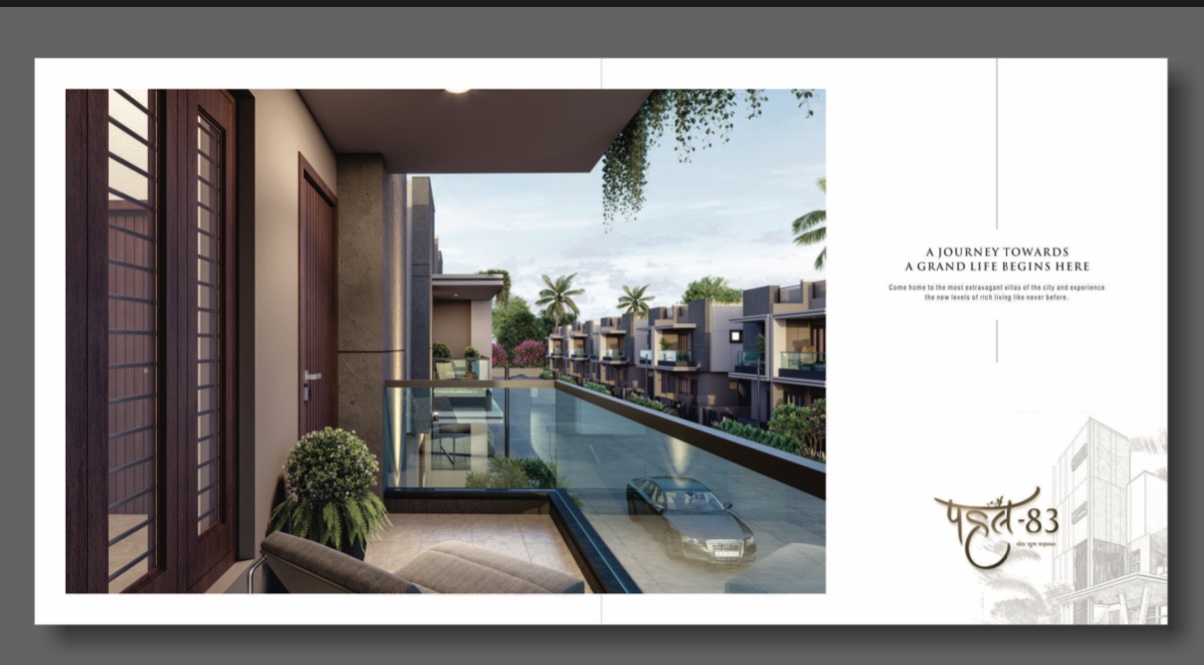 A JOURNEY TOWARDS
A GRAND LIFE BEGINS HERE
Come home to the most extravagant villas of the city and experience
the new levels of rich living like never before.
पहल-83